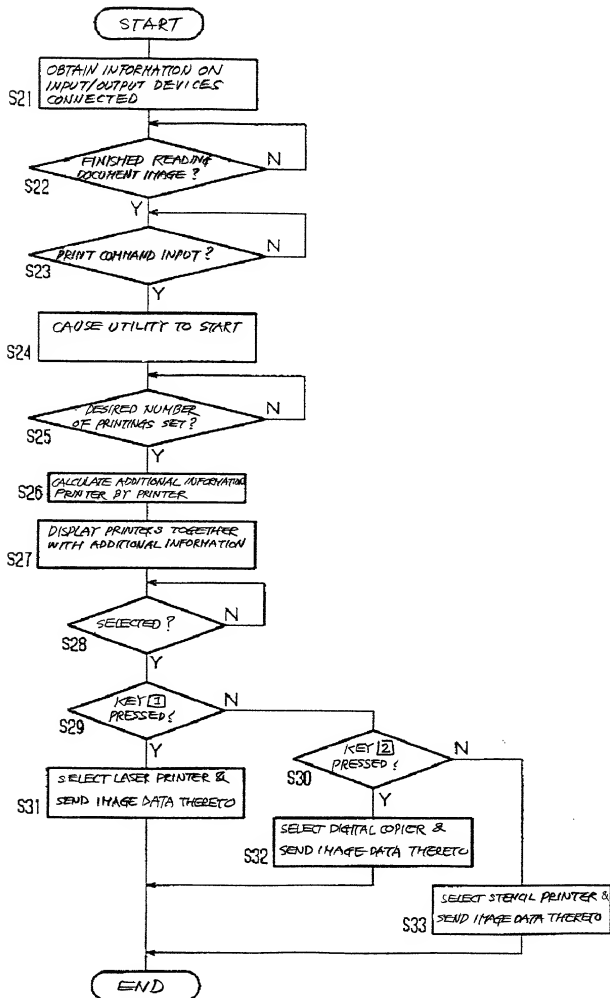 START
OBTAIN INFORMATION ON
INPUT/OUTPUT DEVICES
CONNECTED
S21
FINISHED READING
DOCUMENT IMAGE?
N
S22
Y
PRINT COMMAND INPUT?
N
S23
Y
CAUSE UTILITY TO START
S24
DESIRED NUMBER
OF PRINTINGS SET?
N
S25
Y
CALCULATE ADDITIONAL INFORMATION
PRINTER BY PRINTER
S26
DISPLAY PRINTERS TOGETHER
WITH ADDITIONAL INFORMATION
S27
SELECTED?
N
S28
Y
KEY 1
PRESSED?
N
S29
Y
KEY 2
PRESSED?
N
S30
Y
SELECT LASER PRINTER &
SEND IMAGE DATA THERETO
S31
SELECT DIGITAL COPIER &
SEND IMAGE DATA THERETO
S32
SELECT STENCIL PRINTER &
SEND IMAGE DATA THERETO
S33
END